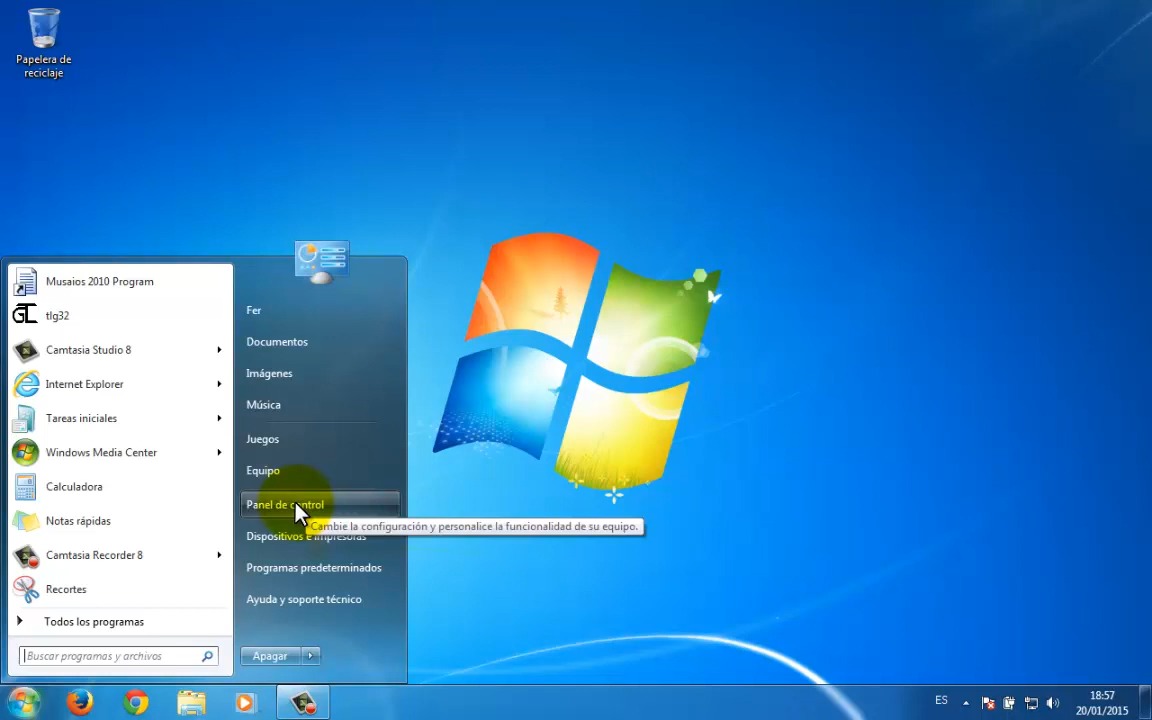 Papelera de
reciclaje
Musaios 2010 Program
tlg32
Camtasia Studio 8
Internet Explorer
Tareas iniciales
Windows Media Center
Calculadora
Notas rápidas
Camtasia Recorder 8
Recortes
Todos los programas
Buscar programas y archivos
Fer
Documentos
Imágenes
Música
Juegos
Equipo
Panel de control
Cambie la configuración y personalice la funcionalidad de su equipo.
Dispositivos e impresoras
Programas predeterminados
Ayuda y soporte técnico
Apagar
ES
18:57
20/01/2015